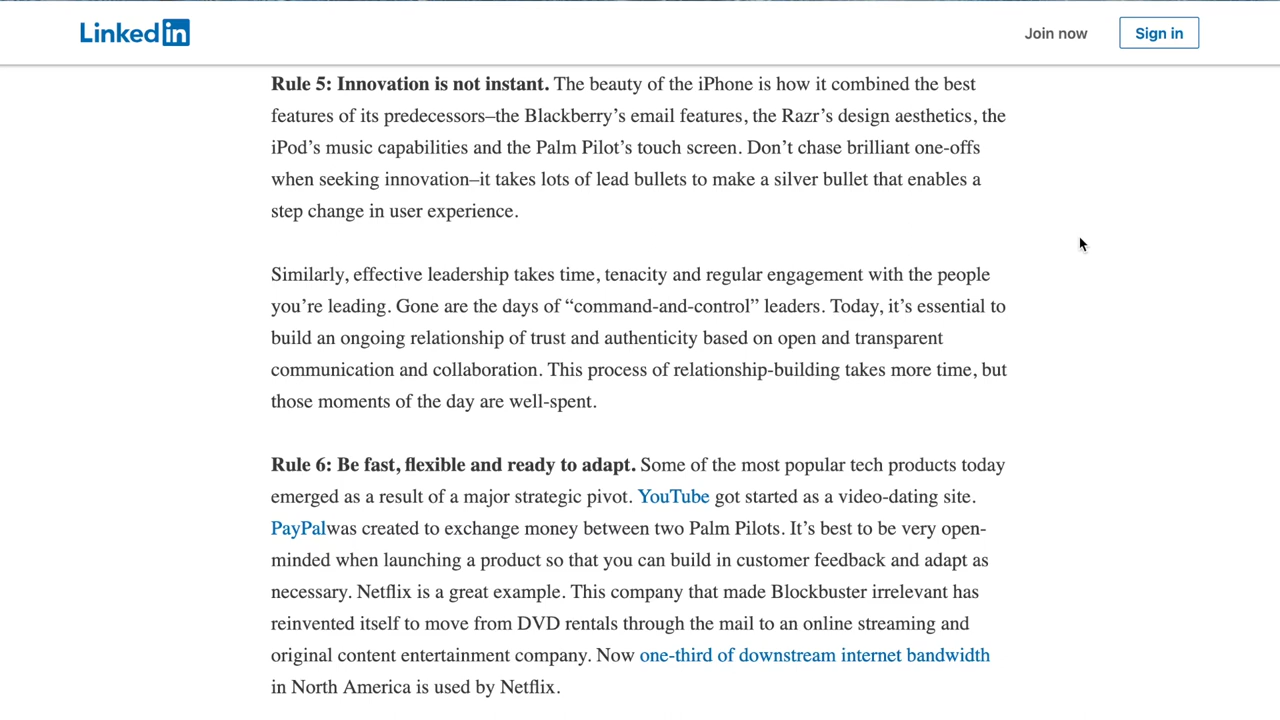 Linkedin
Join now
Sign in
Rule 5: Innovation is not instant. The beauty of the iPhone is how it combined the best
features of its predecessors–the Blackberry’s email features, the Razr’s design aesthetics, the
iPod’s music capabilities and the Palm Pilot’s touch screen. Don’t chase brilliant one-offs
when seeking innovation–it takes lots of lead bullets to make a silver bullet that enables a
step change in user experience.
Similarly, effective leadership takes time, tenacity and regular engagement with the people
you’re leading. Gone are the days of “command-and-control” leaders. Today, it’s essential to
build an ongoing relationship of trust and authenticity based on open and transparent
communication and collaboration. This process of relationship-building takes more time, but
those moments of the day are well-spent.
Rule 6: Be fast, flexible and ready to adapt. Some of the most popular tech products today
emerged as a result of a major strategic pivot. YouTube got started as a video-dating site.
PayPalwas created to exchange money between two Palm Pilots. It’s best to be very open-
minded when launching a product so that you can build in customer feedback and adapt as
necessary. Netflix is a great example. This company that made Blockbuster irrelevant has
reinvented itself to move from DVD rentals through the mail to an online streaming and
original content entertainment company. Now one-third of downstream internet bandwidth
in North America is used by Netflix.